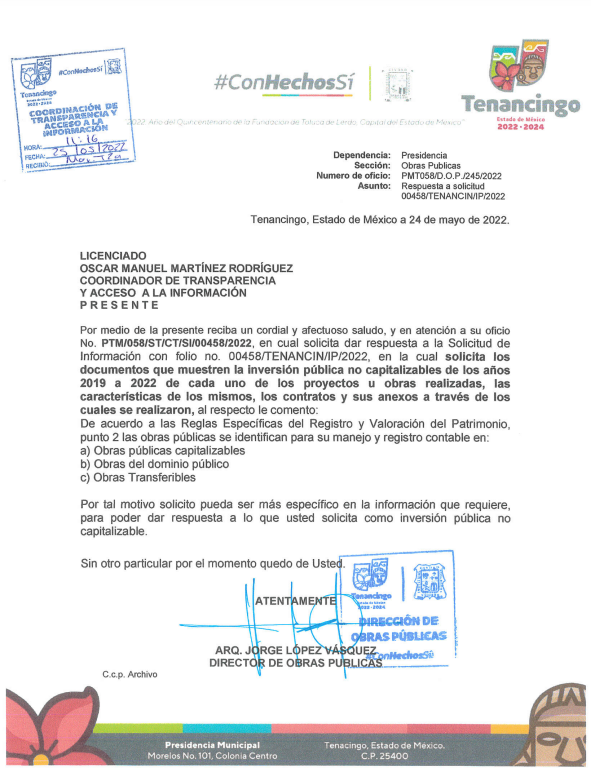 #ConHechosSí
Tenancingo
2022 - 2024
COORDINACIÓN DE
TRANSPARENCIA Y
ACCESO A LA
INFORMACIÓN
HORA: 11:16
FECHA: 25/05/2022
RECIBIÓ:
#ConHechosSí
Tenancingo
Estado de México
2022 - 2024
"2022. Año del Quincentenario de la Fundación de Toluca de Lerdo, Capital del Estado de México"
Dependencia: Presidencia
Sección: Obras Publicas
Numero de oficio: PMT058/D.O.P./245/2022
Asunto: Respuesta a solicitud
00458/TENANCIN/IP/2022
Tenancingo, Estado de México a 24 de mayo de 2022.
LICENCIADO
OSCAR MANUEL MARTÍNEZ RODRÍGUEZ
COORDINADOR DE TRANSPARENCIA
Y ACCESO A LA INFORMACIÓN
P R E S E N T E
Por medio de la presente reciba un cordial y afectuoso saludo, y en atención a su oficio
No. PTM/058/ST/CT/SI/00458/2022, en cual solicita dar respuesta a la Solicitud de
Información con folio no. 00458/TENANCIN/IP/2022, en la cual solicita los
documentos que muestren la inversión pública no capitalizables de los años
2019 a 2022 de cada uno de los proyectos u obras realizadas, las
características de los mismos, los contratos y sus anexos a través de los
cuales se realizaron, al respecto le comento:
De acuerdo a las Reglas Específicas del Registro y Valoración del Patrimonio,
punto 2 las obras públicas se identifican para su manejo y registro contable en:
a) Obras públicas capitalizables
b) Obras del dominio público
c) Obras Transferibles
Por tal motivo solicito pueda ser más específico en la información que requiere,
para poder dar respuesta a lo que usted solicita como inversión pública no
capitalizable.
Sin otro particular por el momento quedo de Usted.
ATENTAMENTE
Tenancingo
2022 - 2024
DIRECCIÓN DE
OBRAS PÚBLICAS
#ConHechosSí
ARQ. JORGE LÓPEZ VÁSQUEZ
DIRECTOR DE OBRAS PUBLICAS
C.c.p. Archivo
Presidencia Municipal
Morelos No. 101, Colonia Centro
Tenacingo, Estado de México.
C.P. 25400